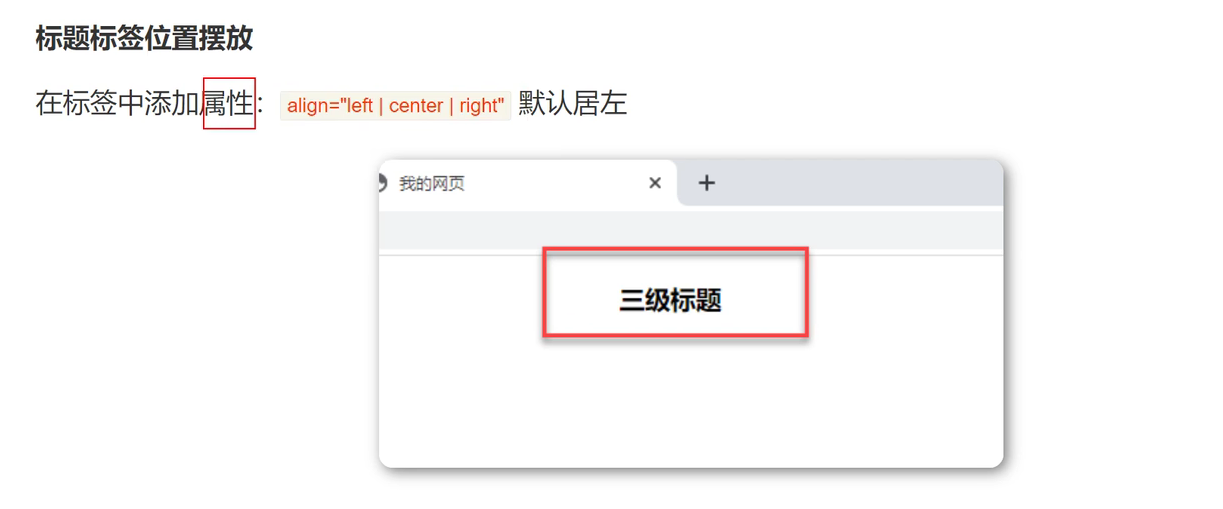 标题标签位置摆放
在标签中添加属性：align="left | center | right" 默认居左
我的网页
三级标题